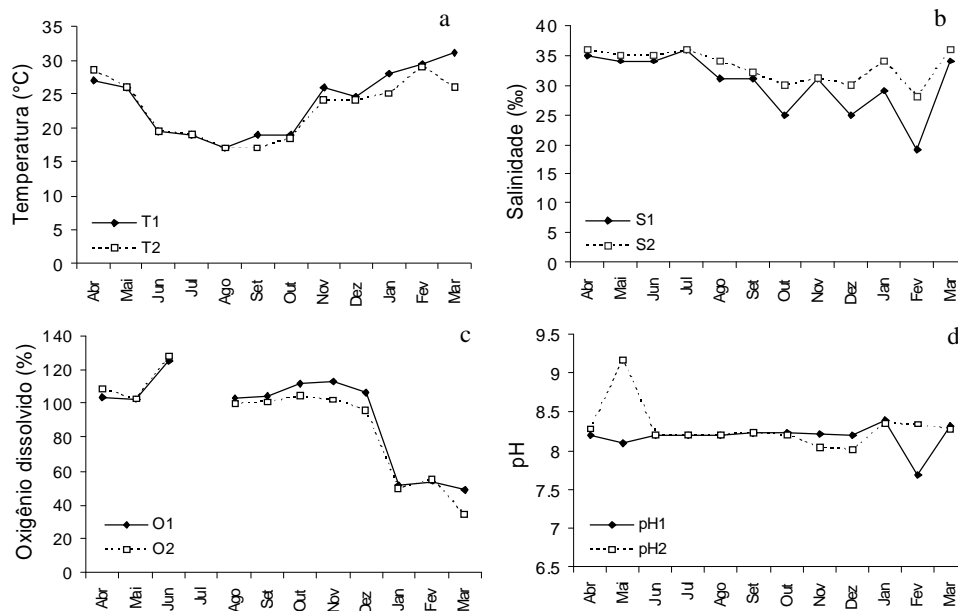 a
Temperatura (°C)
35
30
25
20
15
10
5
0
T1
T2
Abr Mai Jun Jul Ago Set Out Nov Dez Jan Fev Mar
b
Salinidade (‰)
40
35
30
25
20
15
10
5
0
S1
S2
Abr Mai Jun Jul Ago Set Out Nov Dez Jan Fev Mar
c
Oxigênio dissolvido (%)
140
120
100
80
60
40
20
0
O1
O2
Abr Mai Jun Jul Ago Set Out Nov Dez Jan Fev Mar
d
pH
9.5
9
8.5
8
7.5
7
6.5
pH1
pH2
Abr Mai Jun Jul Ago Set Out Nov Dez Jan Fev Mar